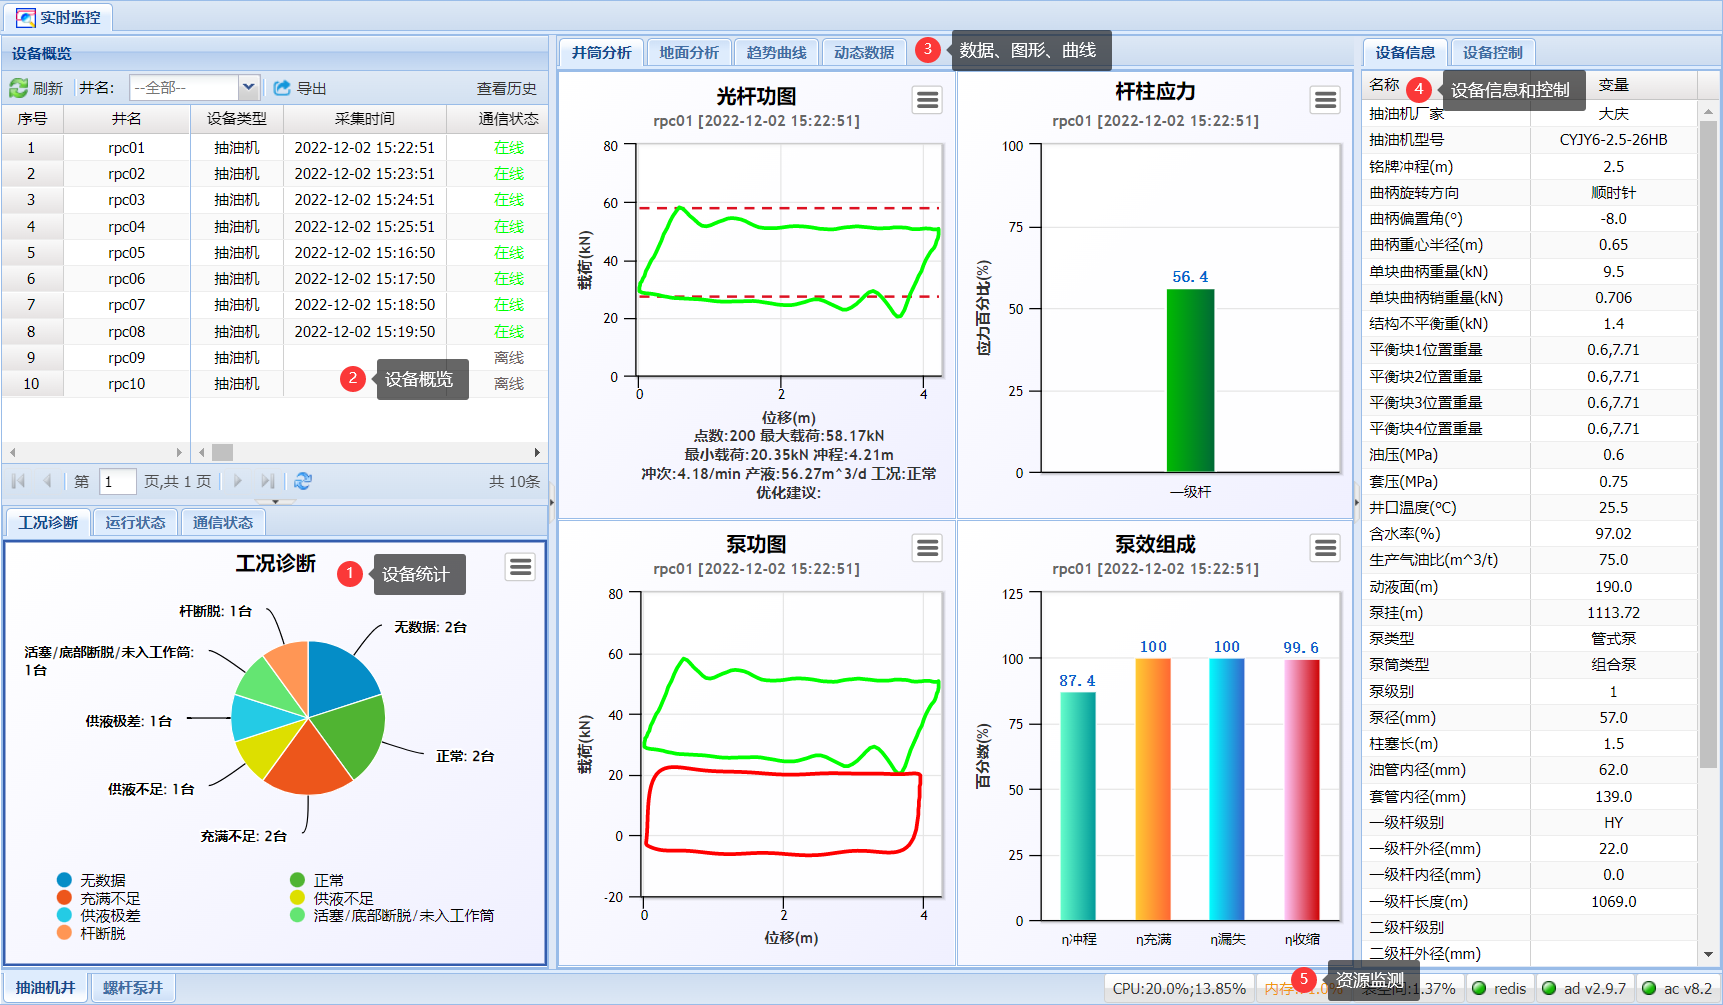 实时监控
设备概览
刷新 井名: --全部-- 导出 查看历史
序号 井名 设备类型 采集时间 通信状态
1 rpc01 抽油机 2022-12-02 15:22:51 在线
2 rpc02 抽油机 2022-12-02 15:23:51 在线
3 rpc03 抽油机 2022-12-02 15:24:51 在线
4 rpc04 抽油机 2022-12-02 15:25:51 在线
5 rpc05 抽油机 2022-12-02 15:16:50 在线
6 rpc06 抽油机 2022-12-02 15:17:50 在线
7 rpc07 抽油机 2022-12-02 15:18:50 在线
8 rpc08 抽油机 2022-12-02 15:19:50 在线
9 rpc09 抽油机 离线
10 rpc10 抽油机 离线
2 设备概览
第 1 页,共 1 页 共 10条
工况诊断 运行状态 通信状态
工况诊断
1 设备统计
杆断脱: 1台
无数据: 2台
活塞/底部断脱/未入工作筒:
1台
供液极差: 1台
正常: 2台
供液不足: 1台
充满不足: 2台
无数据 正常
充满不足 供液不足
供液极差 活塞/底部断脱/未入工作筒
杆断脱
抽油机井 螺杆泵井
井筒分析 地面分析 趋势曲线 动态数据
3 数据、图形、曲线
光杆功图
rpc01 [2022-12-02 15:22:51]
80
60
40
20
0
载荷(kN)
0 2 4
位移(m)
点数:200 最大载荷:58.17kN
最小载荷:20.35kN 冲程:4.21m
冲次:4.18/min 产液:56.27m^3/d 工况:正常
优化建议:
杆柱应力
rpc01 [2022-12-02 15:22:51]
100
75
50
25
0
应力百分比(%)
56.4
一级杆
泵功图
rpc01 [2022-12-02 15:22:51]
80
60
40
20
0
-20
载荷(kN)
0 2 4
位移(m)
泵效组成
rpc01 [2022-12-02 15:22:51]
125
100
75
50
25
0
百分数(%)
87.4 100 100 99.6
η冲程 η充满 η漏失 η收缩
设备信息 设备控制
名称 变量
4 设备信息和控制
抽油机厂家 大庆
抽油机型号 CYJY6-2.5-26HB
铭牌冲程(m) 2.5
曲柄旋转方向 顺时针
曲柄偏置角(°) -8.0
曲柄重心半径(m) 0.65
单块曲柄重量(kN) 9.5
单块曲柄销重量(kN) 0.706
结构不平衡重(kN) 1.4
平衡块1位置重量 0.6,7.71
平衡块2位置重量 0.6,7.71
平衡块3位置重量 0.6,7.71
平衡块4位置重量 0.6,7.71
油压(MPa) 0.6
套压(MPa) 0.75
井口温度(℃) 25.5
含水率(%) 97.02
生产气油比(m^3/t) 75.0
动液面(m) 190.0
泵挂(m) 1113.72
泵类型 管式泵
泵筒类型 组合泵
泵级别 1
泵径(mm) 57.0
柱塞长(m) 1.5
油管内径(mm) 62.0
套管内径(mm) 139.0
一级杆级别 HY
一级杆外径(mm) 22.0
一级杆内径(mm) 0.0
一级杆长度(m) 1069.0
二级杆级别
二级杆外径(mm)
5 资源监测
CPU:20.0%;13.85% 内存: 1.37% redis ad v2.9.7 ac v8.2